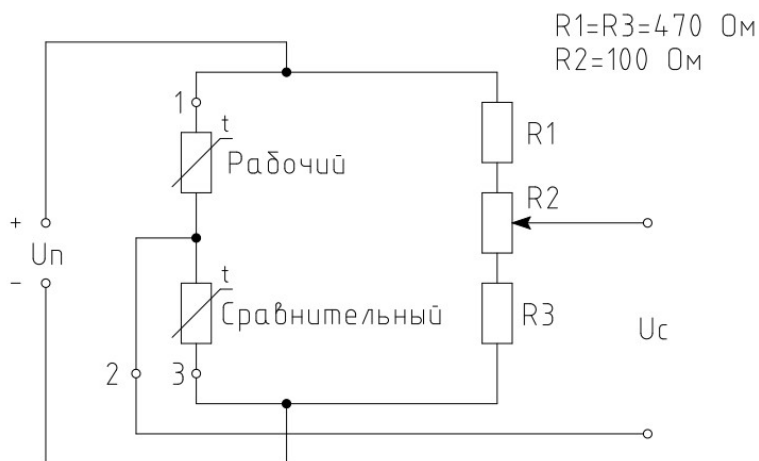 R1=R3=470 Ом
R2=100 Ом
1
t
Рабочий
R1
R2
+
Uп
-
t
Сравнительный
R3
Uс
2
3